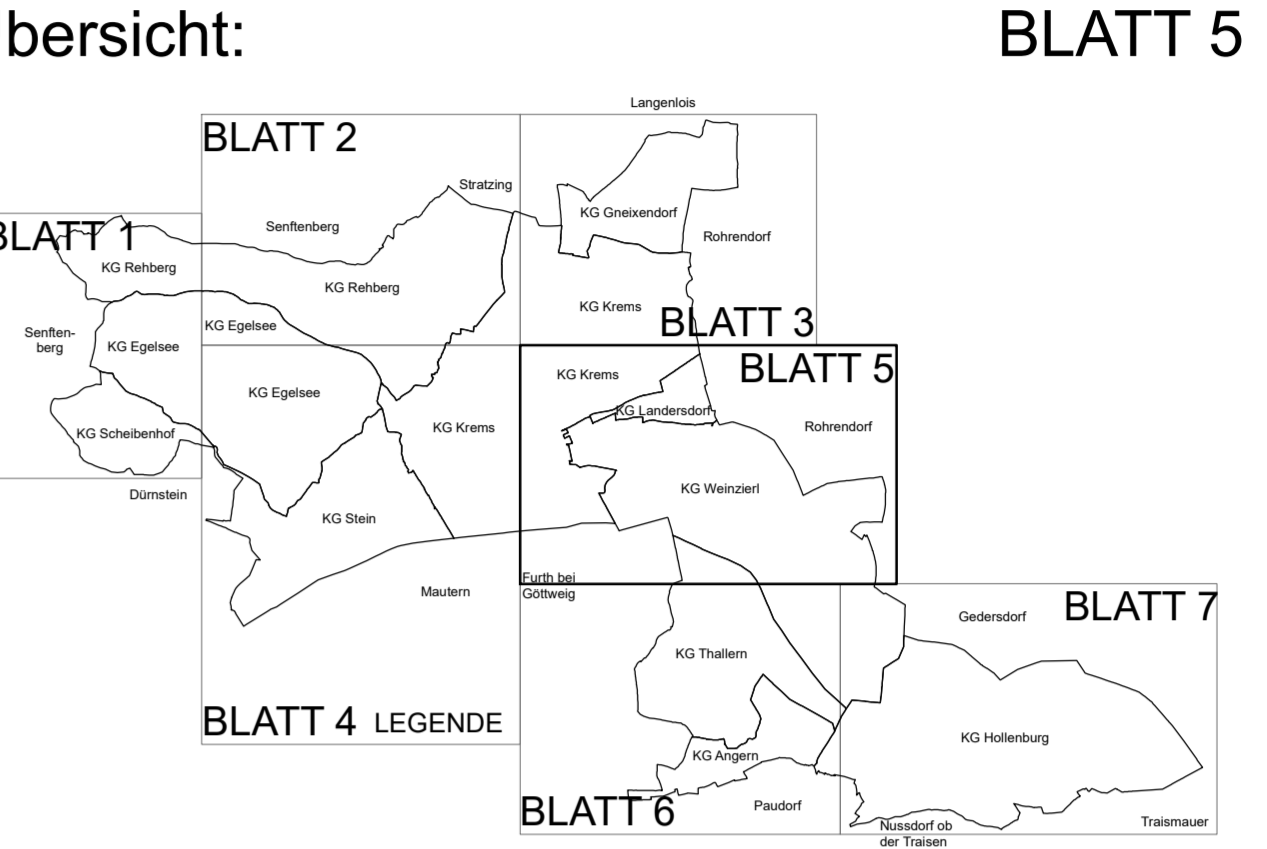 bersicht:
BLATT 5
Langenlois
BLATT 2
Stratzing
Senftenberg
KG Gneixendorf
Rohrendorf
BLATT 1
KG Rehberg
KG Rehberg
KG Krems
BLATT 3
KG Egelsee
Senften-
berg
KG Egelsee
KG Krems
BLATT 5
KG Egelsee
KG Landersdorf
Rohrendorf
KG Scheibenhof
KG Krems
KG Weinzierl
Dürnstein
KG Stein
Furth bei
Göttweig
Mautern
Gedersdorf
BLATT 7
KG Thallern
BLATT 4
LEGENDE
KG Hollenburg
KG Angern
BLATT 6
Paudorf
Nussdorf ob
der Traisen
Traismauer